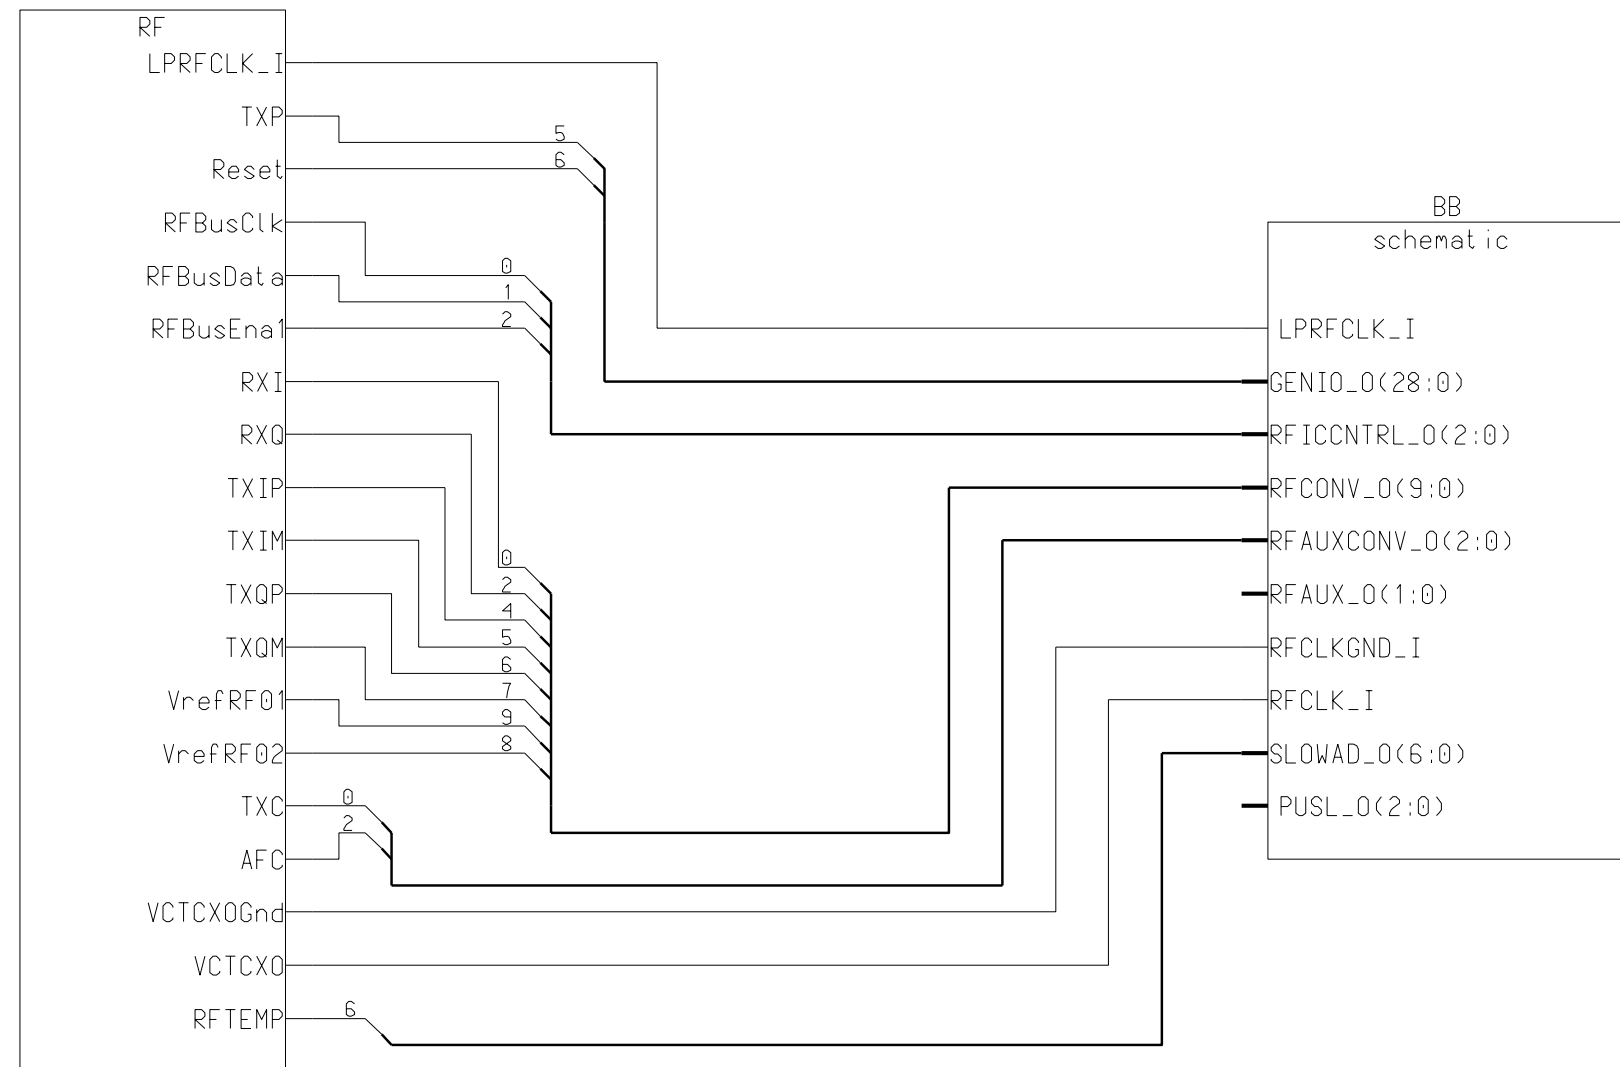 RF
LPRFCLK_I
TXP
5
6
Reset
RFBusClk
BB
schematic
0
RFBusData
1
2
RFBusEna1
LPRFCLK_I
RXI
GENIO_O(28:0)
RXQ
RFICCNTRL_O(2:0)
TXIP
RFCONV_O(9:0)
TXIM
RFAUXCONV_O(2:0)
0
2
TXQP
RFAUX_O(1:0)
4
5
TXQM
RFCLKGND_I
6
7
VrefRF01
RFCLK_I
9
8
VrefRF02
SLOWAD_O(6:0)
0
TXC
PUSL_O(2:0)
2
AFC
VCTCXOGnd
VCTCXO
6
RFTEMP